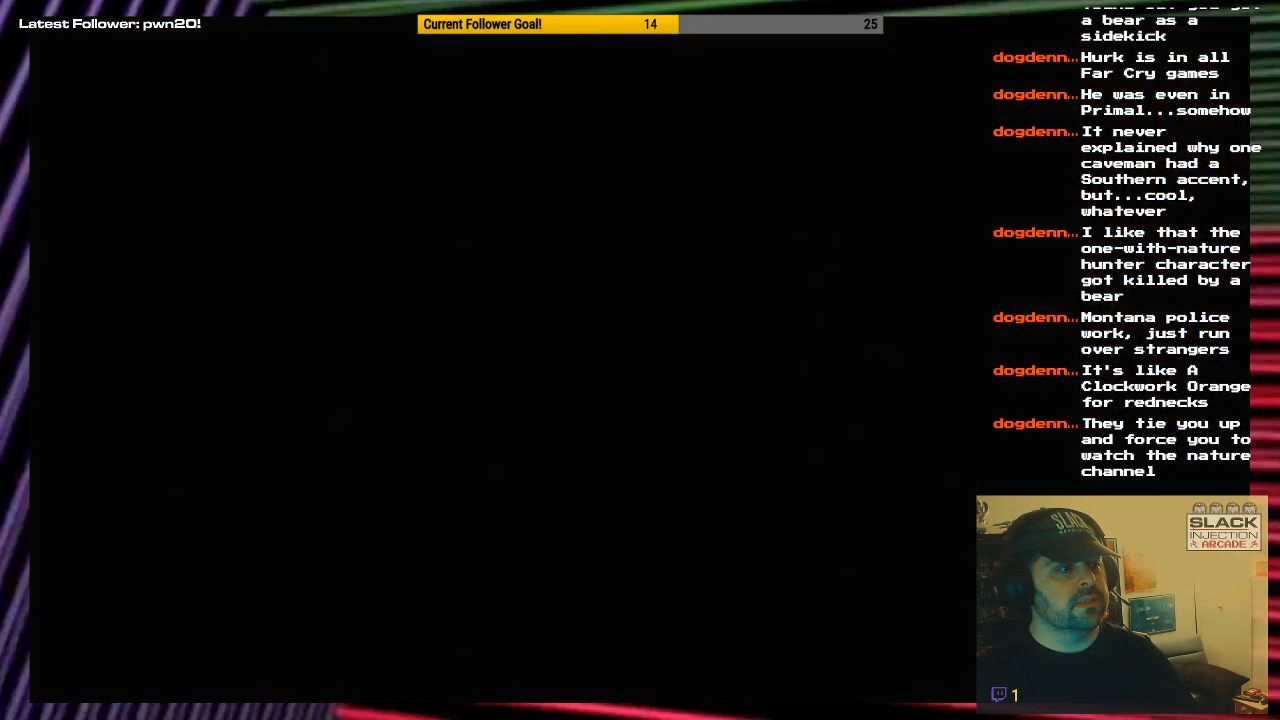 Latest Follower: pwn20!
Current Follower Goal! 14 25
a bear as a
sidekick
dogdenn... Hurk is in all
Far Cry games
dogdenn... He was even in
Primal...somehow
dogdenn... It never
explained why one
caveman had a
Southern accent,
but...cool,
whatever
dogdenn... I like that the
one-with-nature
hunter character
got killed by a
bear
dogdenn... Montana police
work, just run
over strangers
dogdenn... It's like A
Clockwork Orange
for rednecks
dogdenn... They tie you up
and force you to
watch the nature
channel
SLACK
SLACK
INJECTION
ARCADE
1